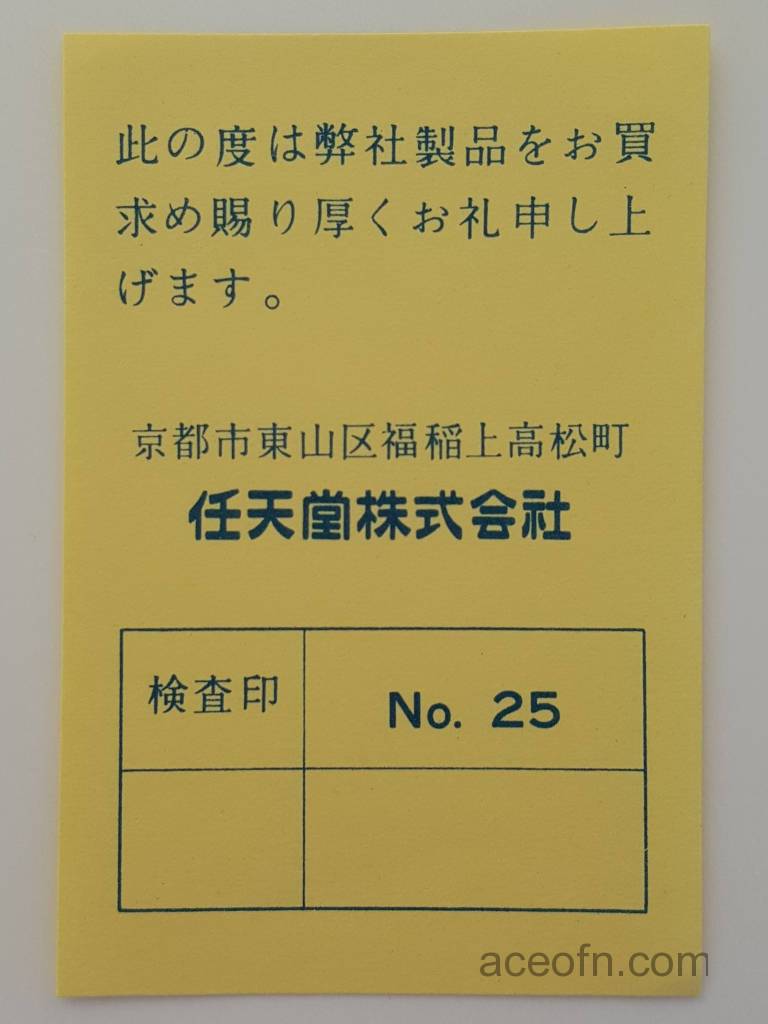 此の度は弊社製品をお買
求め賜り厚くお礼申し上
げます。
京都市東山区福稲上高松町
任天堂株式会社
検査印
No. 25
aceofn.com